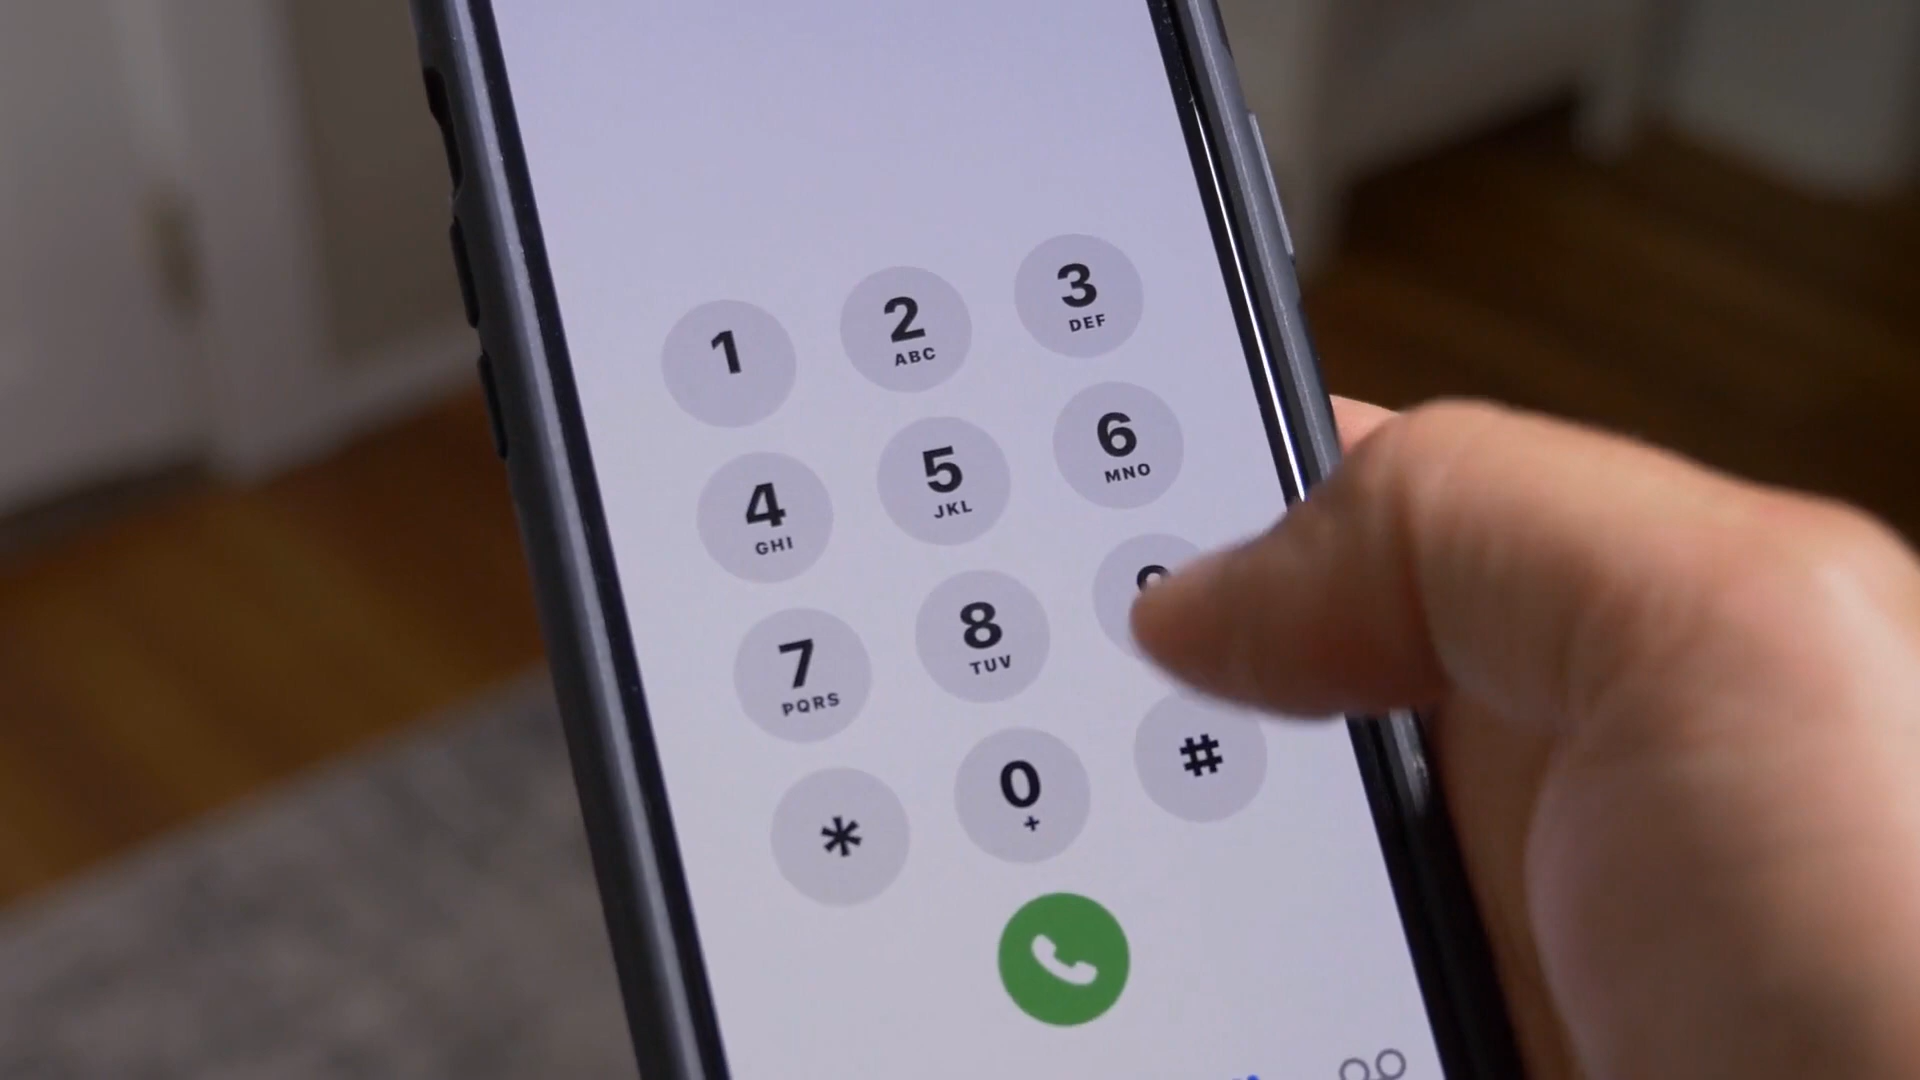 1 2 3
ABC DEF
4 5 6
GHI JKL MNO
7 8
PQRS TUV
* 0 #
+